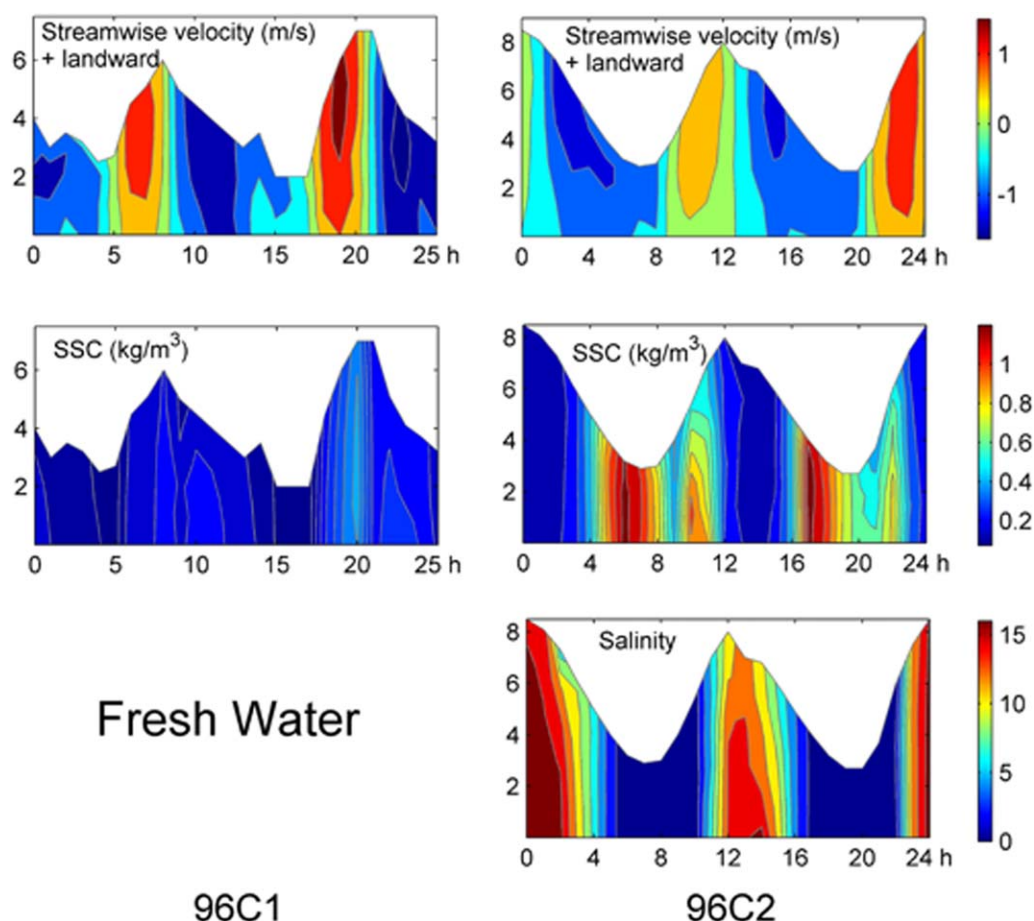 Streamwise velocity (m/s)
+ landward
6
4
2
0 5 10 15 20 25 h
Streamwise velocity (m/s)
+ landward
8
6
4
2
0 4 8 12 16 20 24 h
1
0
-1
SSC (kg/m³)
6
4
2
0 5 10 15 20 25 h
SSC (kg/m³)
8
6
4
2
0 4 8 12 16 20 24 h
1
0.8
0.6
0.4
0.2
Fresh Water
Salinity
8
6
4
2
0 4 8 12 16 20 24 h
15
10
5
0
96C1
96C2